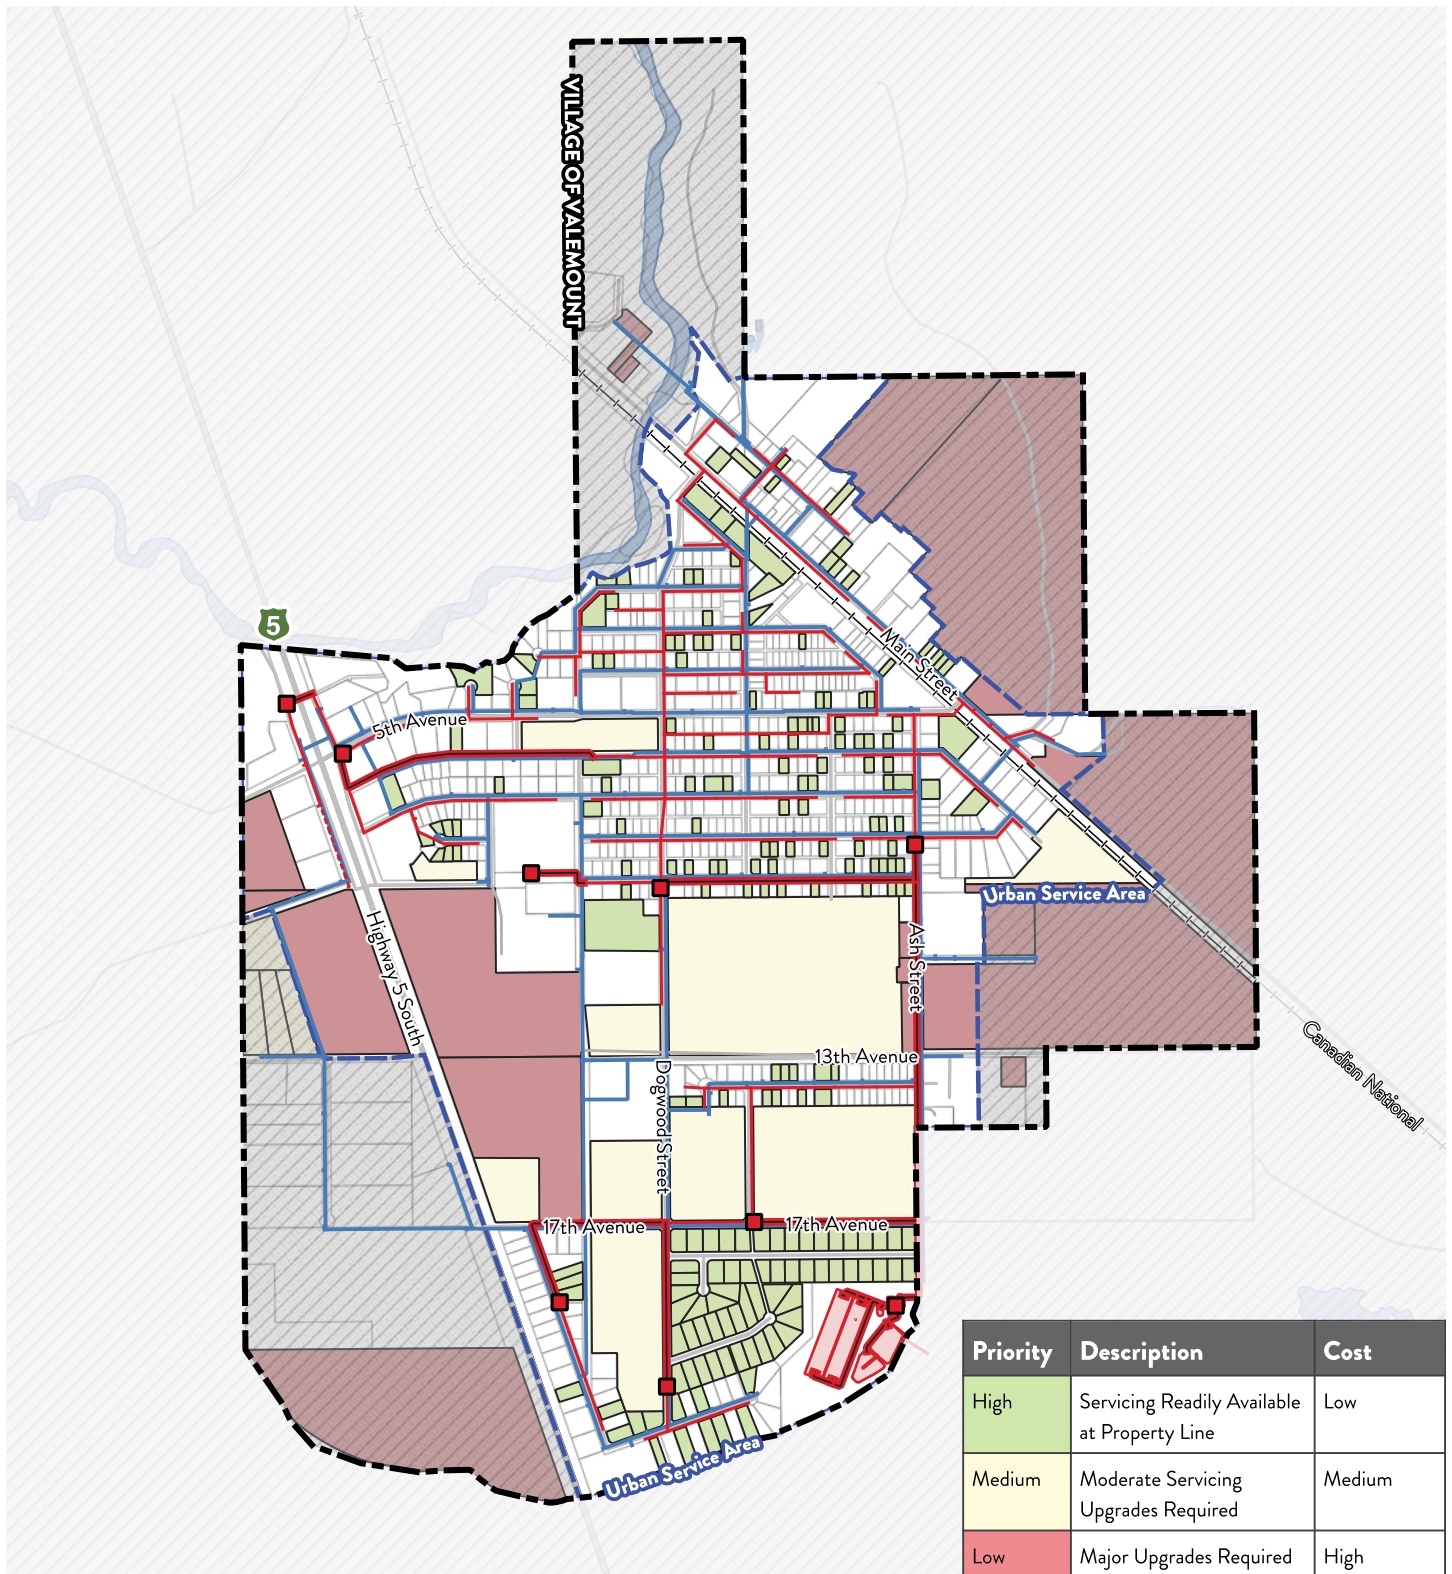 VILLAGE OF VALEMOUNT
5
Main Street
5th Avenue
Urban Service Area
Highway 5 South
Ash Street
13th Avenue
Canadian National
Dogwood Street
17th Avenue
17th Avenue
Urban Service Area
Priority Description Cost
High Servicing Readily Available Low
at Property Line
Medium Moderate Servicing Medium
Upgrades Required
Low Major Upgrades Required High